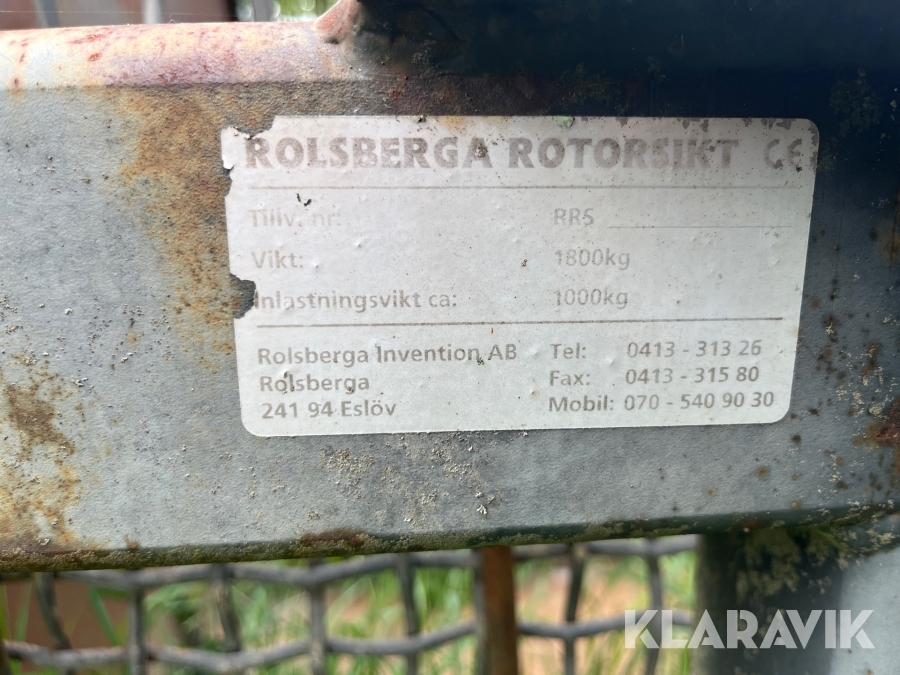 ROLSBERGA ROTORSIKT CE
Tillv. nr: RR5
Vikt: 1800kg
Inlastningsvikt ca: 1000kg
Rolsberga Invention AB Tel: 0413 - 313 26
Rolsberga Fax: 0413 - 315 80
241 94 Eslöv Mobil: 070 - 540 90 30
KLARAVIK